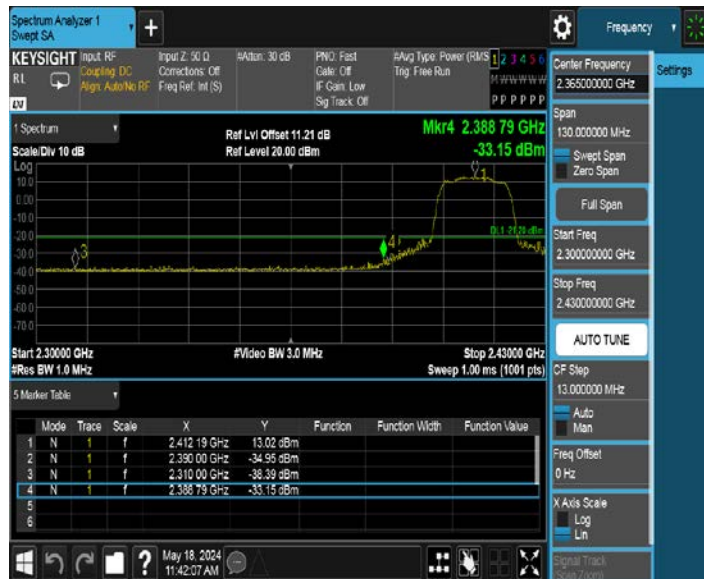 Spectrum Analyzer 1
Swept SA
+
Frequency
KEYSIGHT
RL
Input: RF
Coupling: DC
Align: Auto/No RF
Input Z: 50 Ω
Corrections: Off
Freq Ref: Int (S)
#Atten: 30 dB
PNO: Fast
Gate: Off
IF Gain: Low
Sig Track: Off
#Avg Type: Power (RMS
Trig: Free Run
1 2 3 4 5 6
M W W W W W
P P P P P P
1 Spectrum
Scale/Div 10 dB
Ref Lvl Offset 11.21 dB
Ref Level 20.00 dBm
Mkr4 2.388 79 GHz
-33.15 dBm
Log
10.0
0.00
-10.0
-20.0
-30.0
-40.0
-50.0
-60.0
-70.0
1
3
4
Start 2.30000 GHz
#Res BW 1.0 MHz
#Video BW 3.0 MHz
Stop 2.43000 GHz
Sweep 1.00 ms (1001 pts)
5 Marker Table
Mode Trace Scale X Y Function Function Width Function Value
1 N 1 f 2.412 19 GHz 13.02 dBm
2 N 1 f 2.390 00 GHz -34.95 dBm
3 N 1 f 2.310 00 GHz -38.39 dBm
4 N 1 f 2.388 79 GHz -33.15 dBm
5
6
?
May 18, 2024
11:42:07 AM
Center Frequency
2.365000000 GHz
Settings
Span
130.000000 MHz
Swept Span
Zero Span
Full Span
Start Freq
2.300000000 GHz
Stop Freq
2.430000000 GHz
AUTO TUNE
CF Step
13.000000 MHz
Auto
Man
Freq Offset
0 Hz
X Axis Scale
Log
Lin
Signal Track
(Span Zoom)